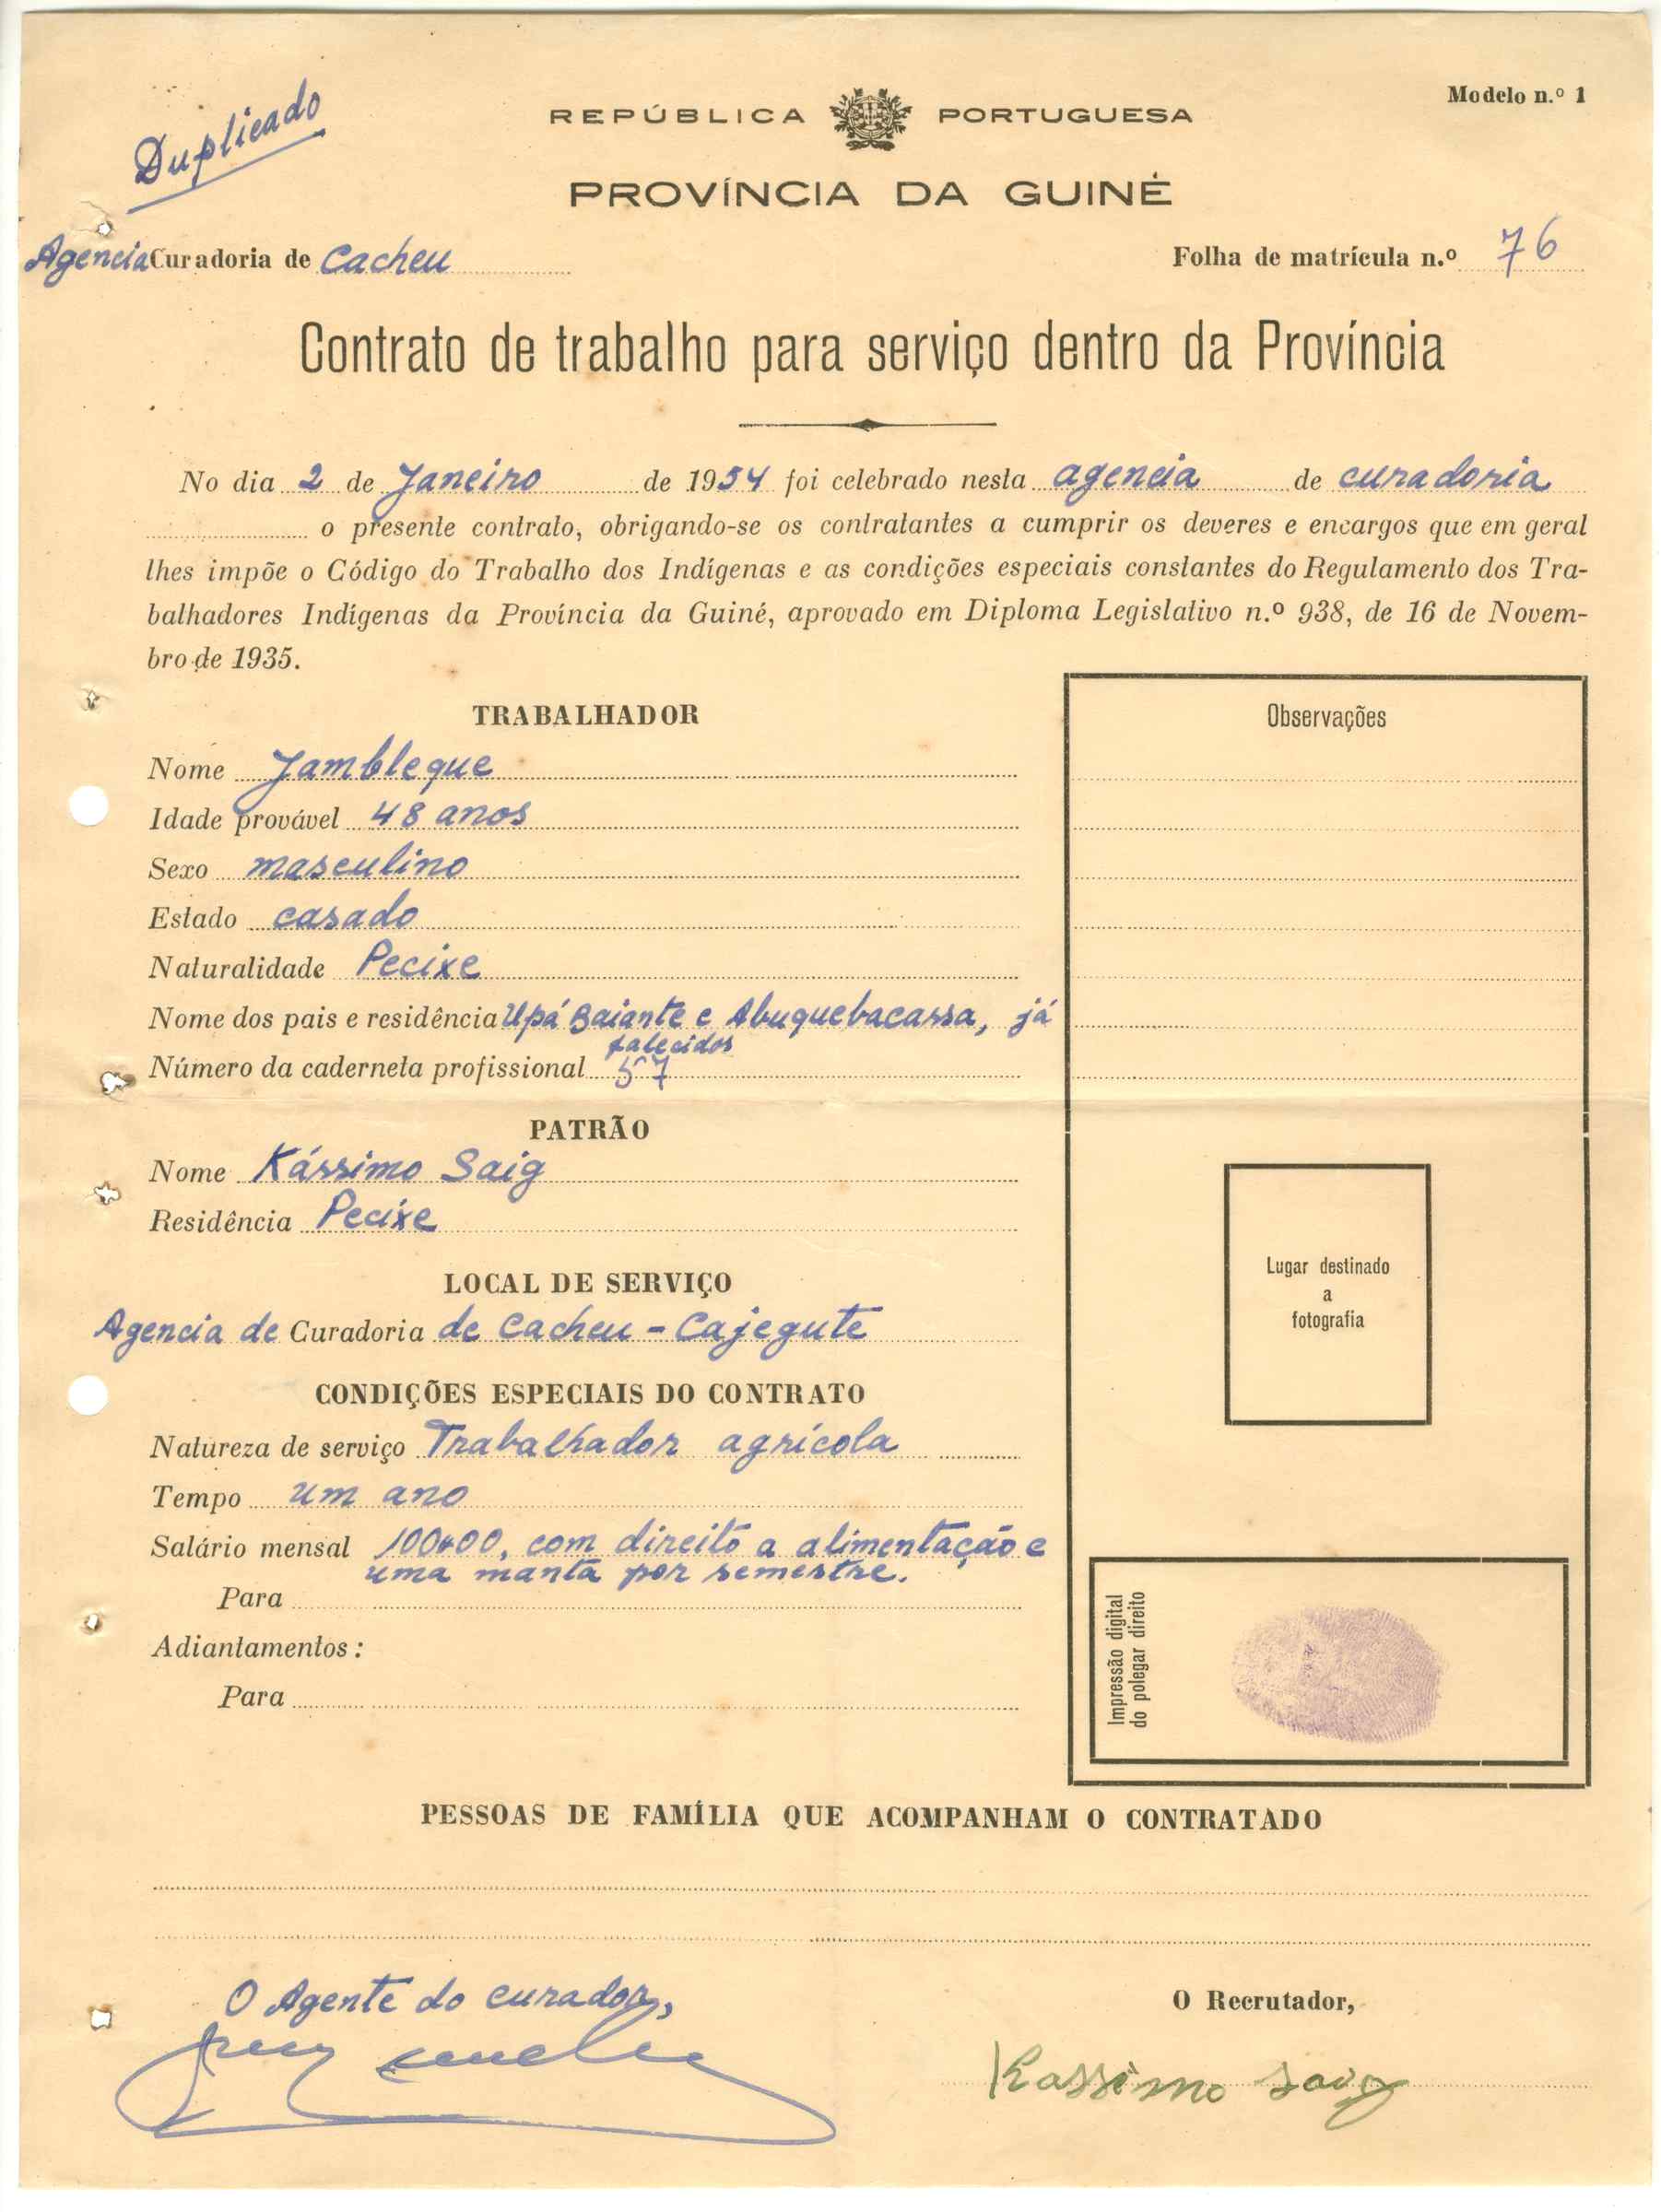 Duplicado
Modelo n.º 1
REPÚBLICA PORTUGUESA
PROVÍNCIA DA GUINÉ
Agencia Curadoria de Cacheu
Folha de matrícula n.º 76
Contrato de trabalho para serviço dentro da Província
No dia 2 de Janeiro de 1954 foi celebrado nesta agencia de curadoria
o presente contrato, obrigando-se os contratantes a cumprir os deveres e encargos que em geral
lhes impõe o Código do Trabalho dos Indígenas e as condições especiais constantes do Regulamento dos Tra-
balhadores Indígenas da Província da Guiné, aprovado em Diploma Legislativo n.º 938, de 16 de Novem-
bro de 1935.
TRABALHADOR
Nome Jambleque
Idade provável 48 anos
Sexo masculino
Estado casado
Naturalidade Pecixe
Nome dos pais e residência Upá Baiante e Abuquebacassa, já
falecidos
Número da caderneta profissional 57
PATRÃO
Nome Kássimo Saig
Residência Pecixe
LOCAL DE SERVIÇO
Agencia de Curadoria de Cacheu - Cajegute
CONDIÇÕES ESPECIAIS DO CONTRATO
Natureza de serviço Trabalhador agrícola
Tempo um ano
Salário mensal 100$00, com direito a alimentação e
uma manta por semestre.
Para
Adiantamentos:
Para
Observações
Lugar destinado
a
fotografia
Impressão digital
do polegar direito
PESSOAS DE FAMÍLIA QUE ACOMPANHAM O CONTRATADO
O Agente do curador,
O Recrutador,
Kassimo Saig